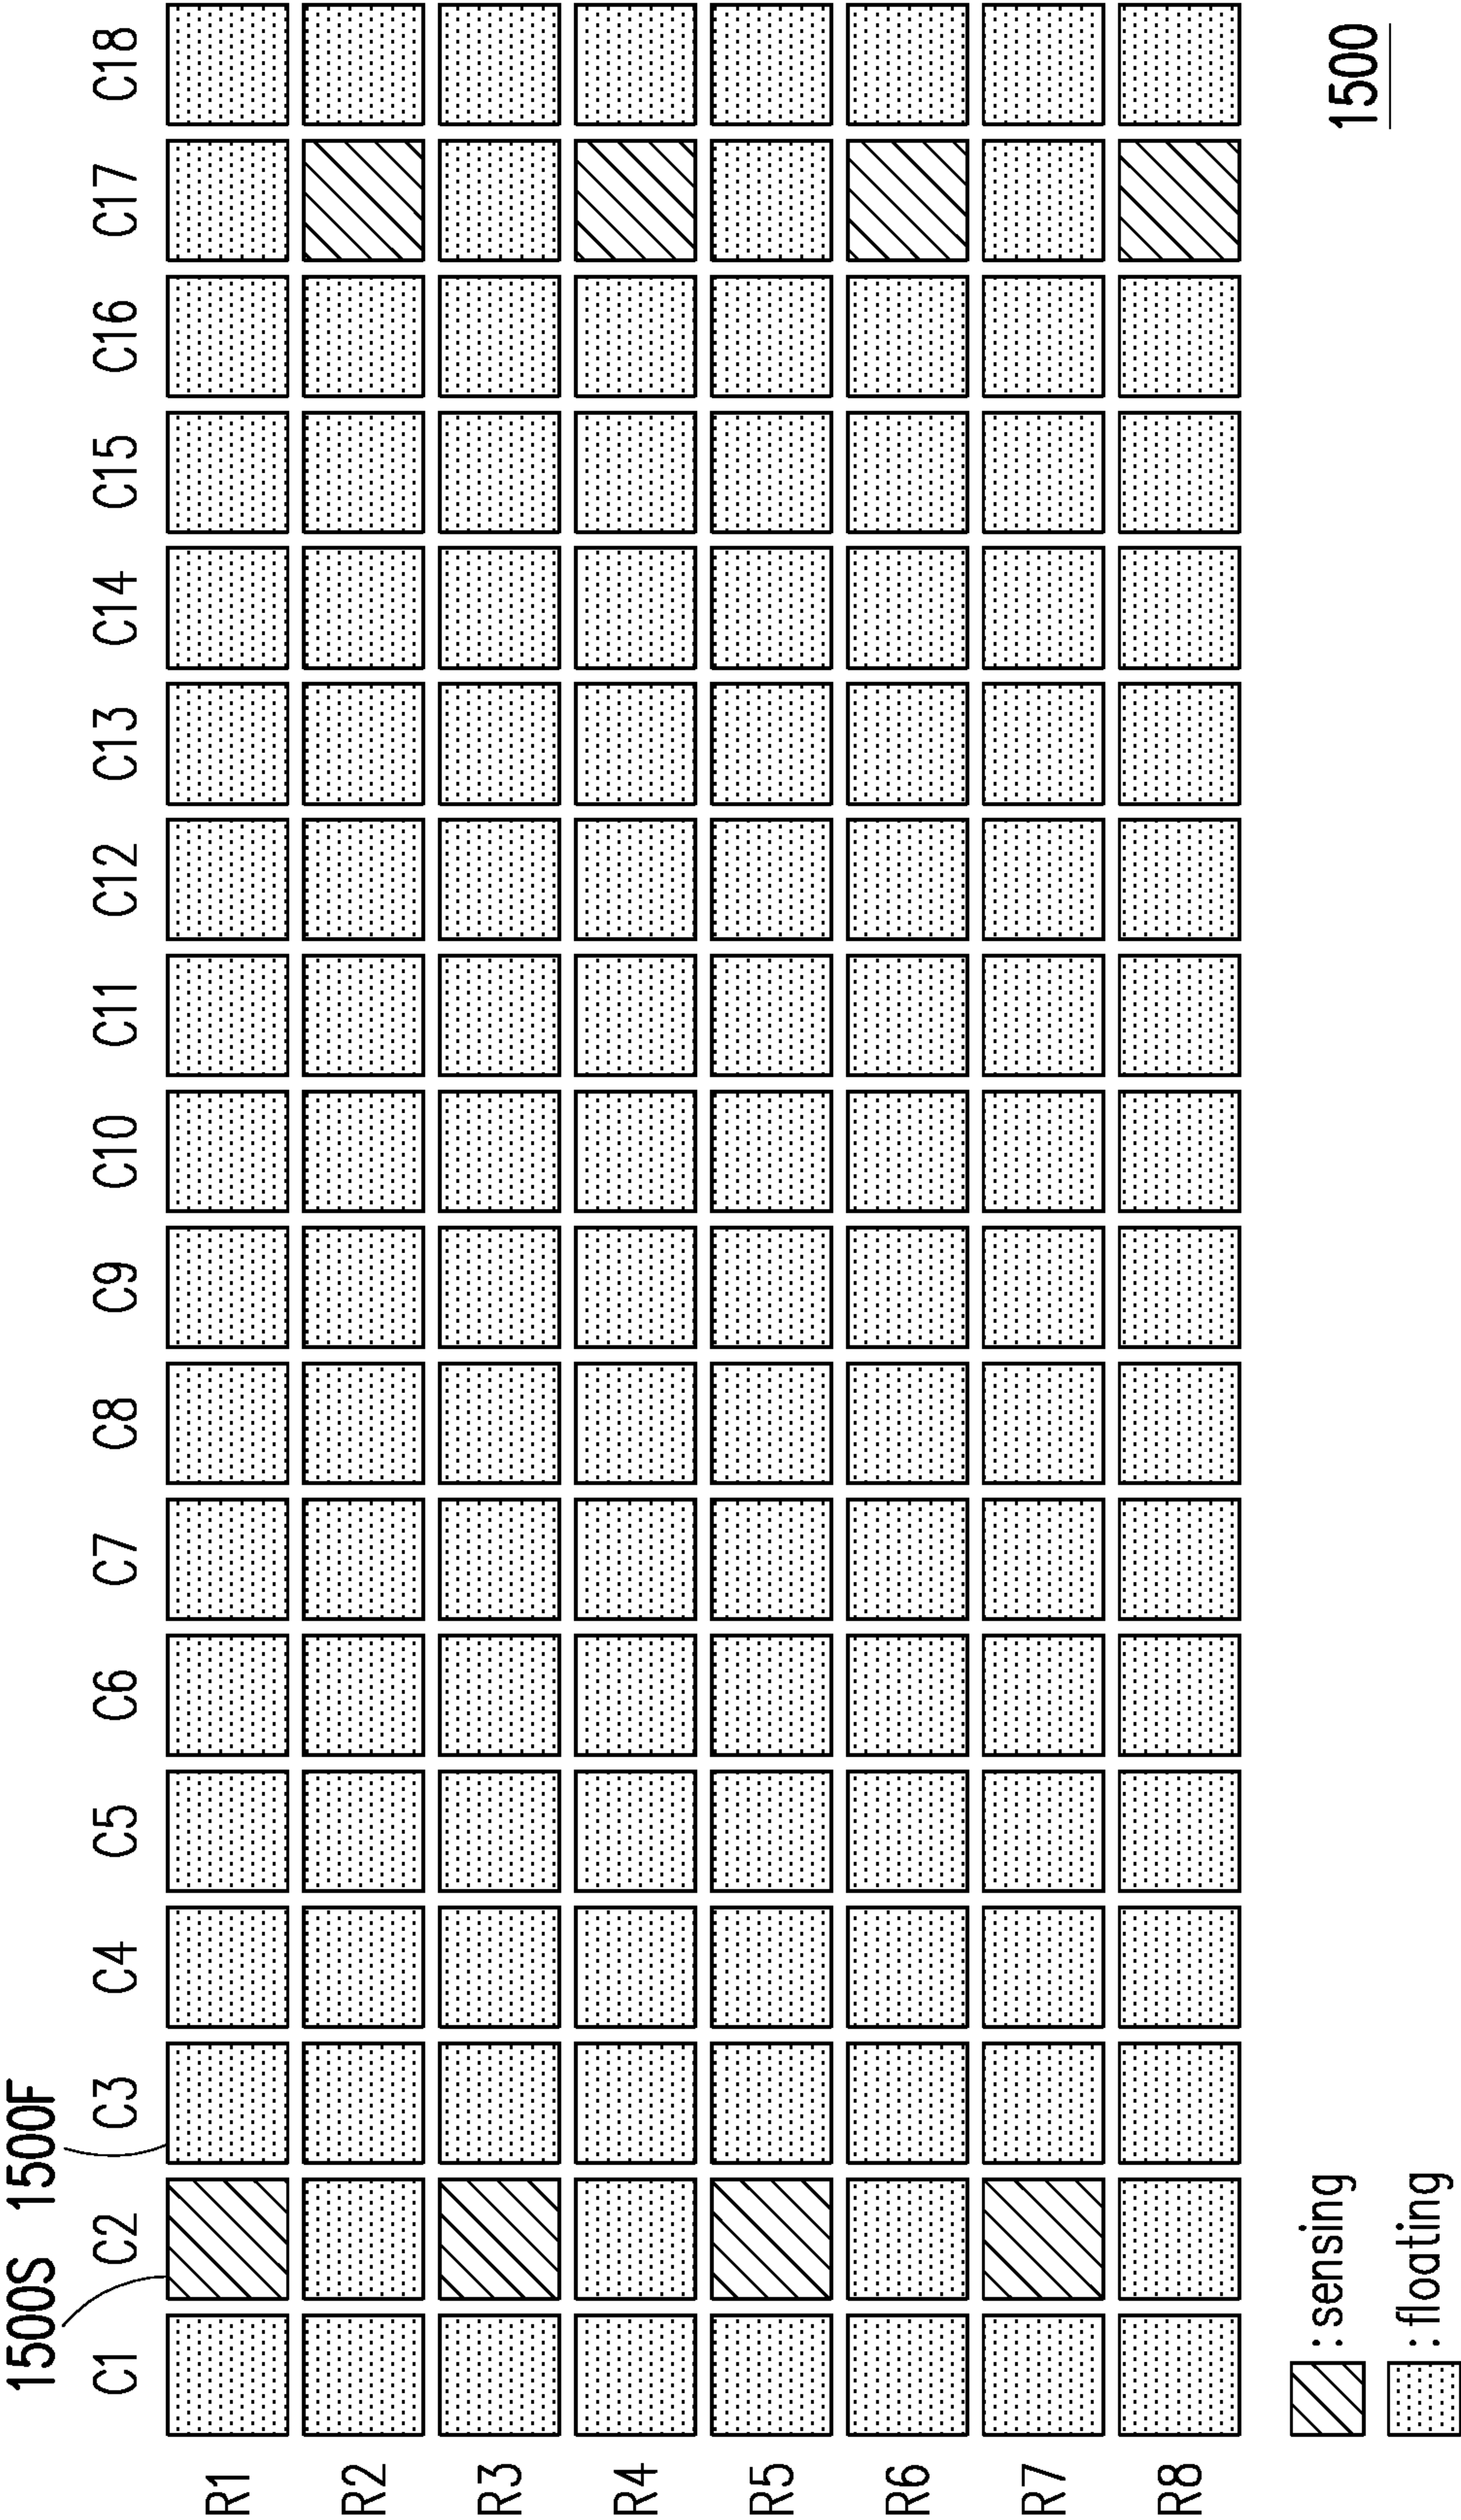 1500S 1500F
C1 C2 C3 C4 C5 C6 C7 C8 C9 C10 C11 C12 C13 C14 C15 C16 C17 C18
R1
R2
R3
R4
R5
R6
R7
R8
:sensing
:floating
1500